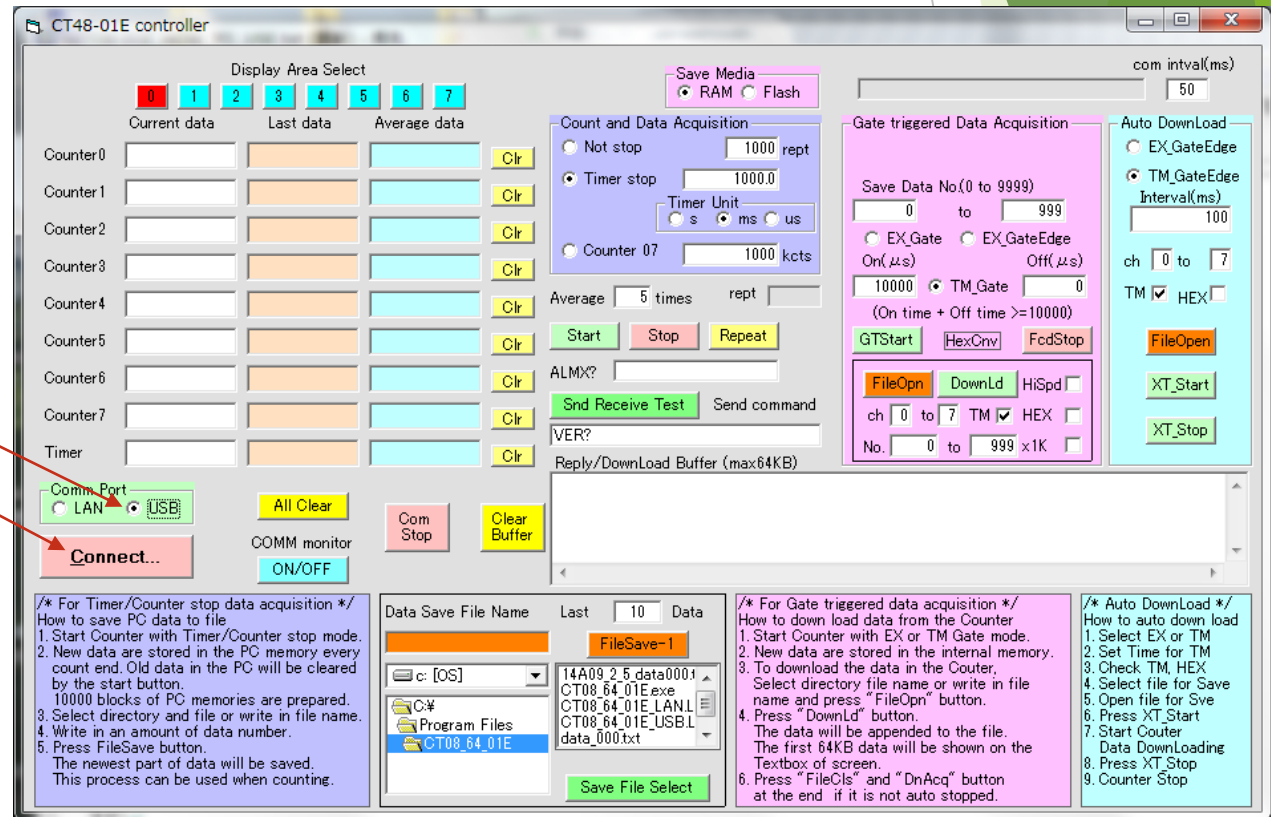 CT48-01E controller
Display Area Select
0 1 2 3 4 5 6 7
Current data Last data Average data
Counter0 Clr
Counter1 Clr
Counter2 Clr
Counter3 Clr
Counter4 Clr
Counter5 Clr
Counter6 Clr
Counter7 Clr
Timer Clr
Comm Port
LAN USB
Connect...
All Clear
COMM monitor
ON/OFF
Com
Stop
Clear
Buffer
Save Media
RAM Flash
com intval(ms)
50
Count and Data Acquisition
Not stop 1000 rept
Timer stop 1000.0
Timer Unit
s ms us
Counter 07 1000 kcts
Average 5 times rept
Start Stop Repeat
ALMX?
Snd Receive Test Send command
VER?
Reply/DownLoad Buffer (max64KB)
Gate triggered Data Acquisition
Save Data No.(0 to 9999)
0 to 999
EX_Gate EX_GateEdge
On(μs) Off(μs)
10000 TM_Gate 0
(On time + Off time >=10000)
GTStart HexCnv FcdStop
FileOpn DownLd HiSpd
ch 0 to 7 TM HEX
No. 0 to 999 x1K
Auto DownLoad
EX_GateEdge
TM_GateEdge
Interval(ms)
100
ch 0 to 7
TM HEX
FileOpen
XT_Start
XT_Stop
/* For Timer/Counter stop data acquisition */
How to save PC data to file
1. Start Counter with Timer/Counter stop mode.
2. New data are stored in the PC memory every
count end. Old data in the PC will be cleared
by the start button.
10000 blocks of PC memories are prepared.
3. Select directory and file or write in file name.
4. Write in an amount of data number.
5. Press FileSave button.
The newest part of data will be saved.
This process can be used when counting.
Data Save File Name Last 10 Data
FileSave-1
c: [OS]
C:¥
Program Files
CT08_64_01E
14A09_2_5_data000.t
CT08_64_01E.exe
CT08_64_01E_LAN.L
CT08_64_01E_USB.L
data_000.txt
Save File Select
/* For Gate triggered data acquisition */
How to down load data from the Counter
1. Start Counter with EX or TM Gate mode.
2. New data are stored in the internal memory.
3. To download the data in the Couter,
Select directory file name or write in file
name and press "FileOpn" button.
4. Press "DownLd" button.
The data will be appended to the file.
The first 64KB data will be shown on the
Textbox of screen.
6. Press "FileCls" and "DnAcq" button
at the end if it is not auto stopped.
/* Auto DownLoad */
How to auto down load
1. Select EX or TM
2. Set Time for TM
3. Check TM, HEX
4. Select file for Save
5. Open file for Sve
6. Press XT_Start
7. Start Couter
Data DownLoading
8. Press XT_Stop
9. Counter Stop